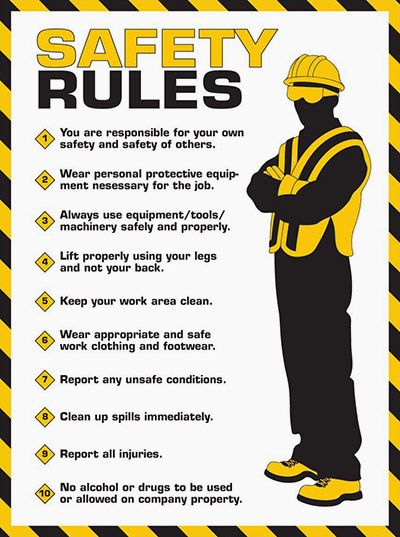 SAFETY
RULES
1 You are responsible for your own
safety and safety of others.
2 Wear personal protective equip-
ment nesessary for the job.
3 Always use equipment/tools/
machinery safely and properly.
4 Lift properly using your legs
and not your back.
5 Keep your work area clean.
6 Wear appropriate and safe
work clothing and footwear.
7 Report any unsafe conditions.
8 Clean up spills immediately.
9 Report all injuries.
10 No alcohol or drugs to be used
or allowed on company property.